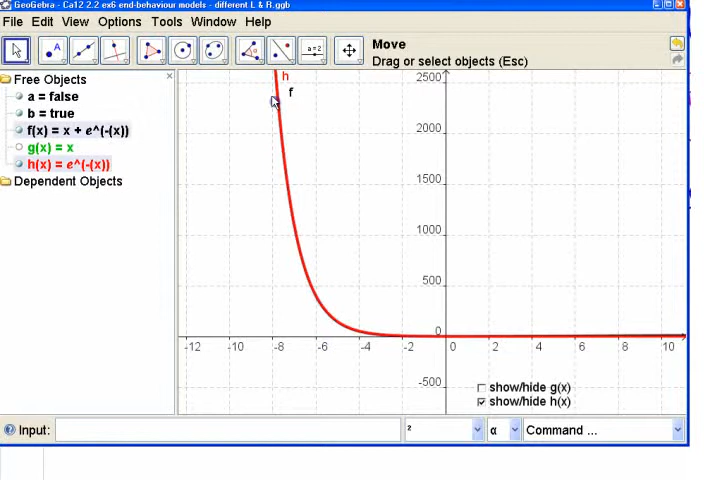 GeoGebra - Ca12 2.2 ex6 end-behaviour models - different L & R.ggb
File Edit View Options Tools Window Help
A
a=2
Move
Drag or select objects (Esc)
Free Objects
a = false
b = true
f(x) = x + e^(-(x))
g(x) = x
h(x) = e^(-(x))
Dependent Objects
h
f
2500
2000
1500
1000
500
0
-12 -10 -8 -6 -4 -2 0 2 4 6 8 10
-500
show/hide g(x)
show/hide h(x)
Input: ² α Command ...